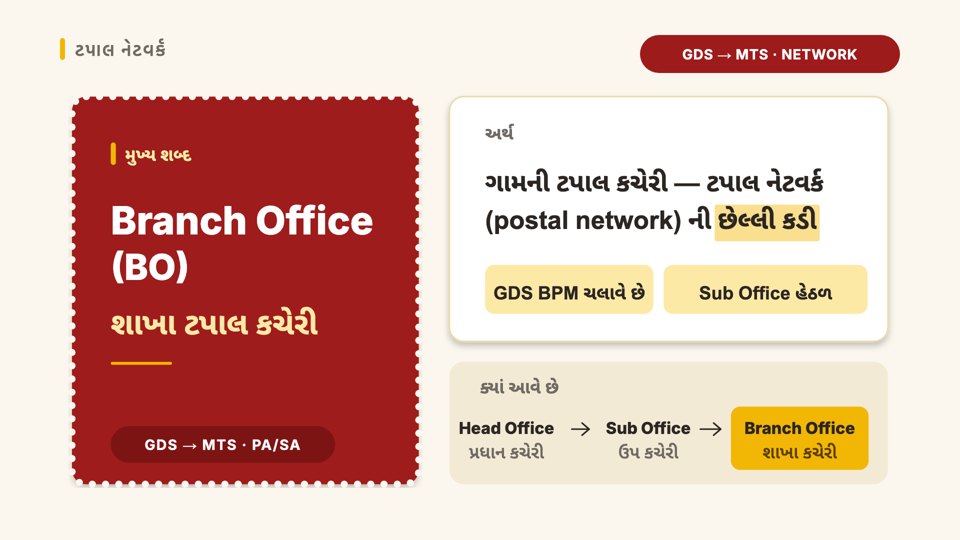 ટપાલ નેટવર્ક
GDS → MTS · NETWORK
મુખ્ય શબ્દ
Branch Office
(BO)
શાખા ટપાલ કચેરી
GDS → MTS · PA/SA
અર્થ
ગામની ટપાલ કચેરી — ટપાલ નેટવર્ક
(postal network) ની છેલ્લી કડી
GDS BPM ચલાવે છે
Sub Office હેઠળ
ક્યાં આવે છે
Head Office → Sub Office → Branch Office
પ્રધાન કચેરી ઉપ કચેરી શાખા કચેરી